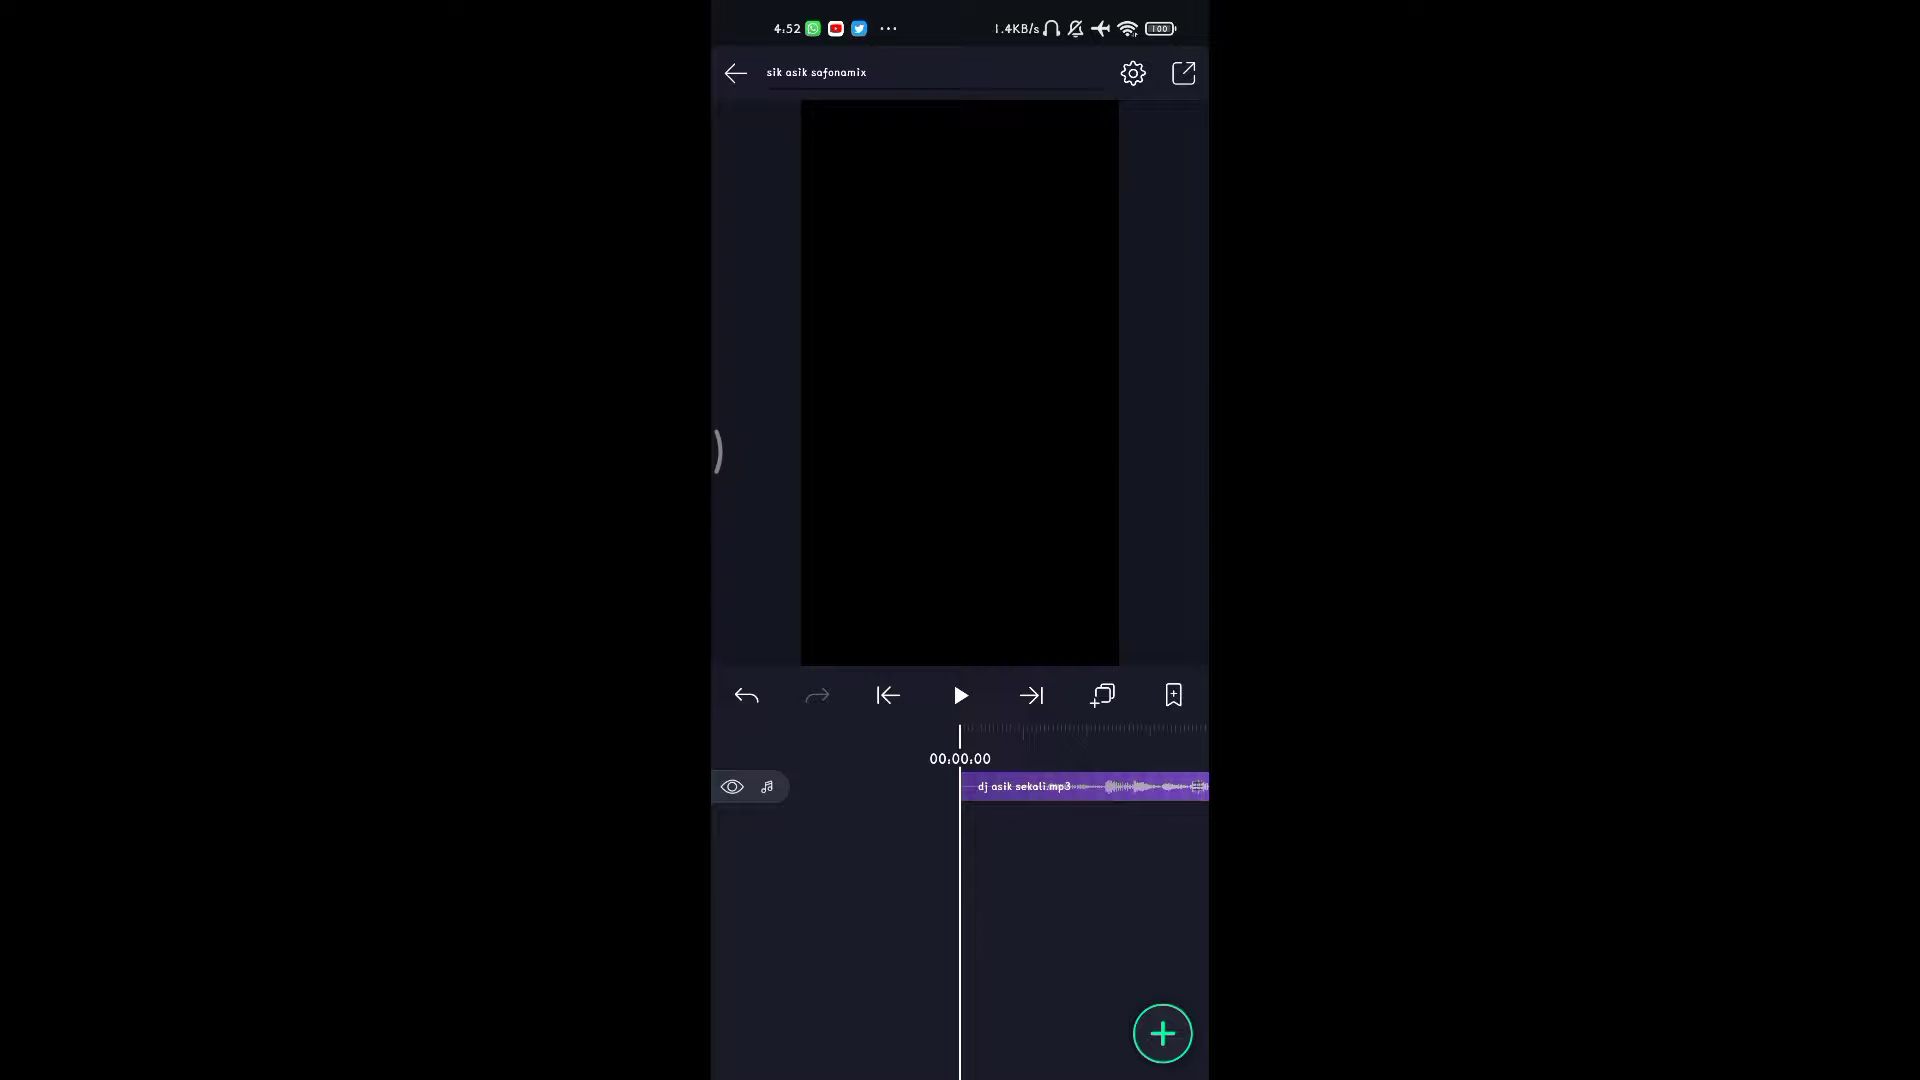 4:52 ... 1.4KB/s 100
sik asik safonamix
00:00:00
dj asik sekali.mp3